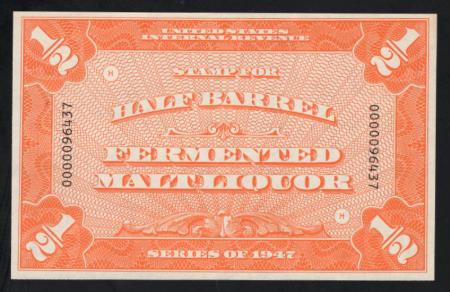 UNITED STATES
INTERNAL REVENUE
1/2
1/2
H
STAMP FOR
HALF BARREL
0000096437
0000096437
FERMENTED
MALT LIQUOR
H
1/2
1/2
SERIES OF 1947